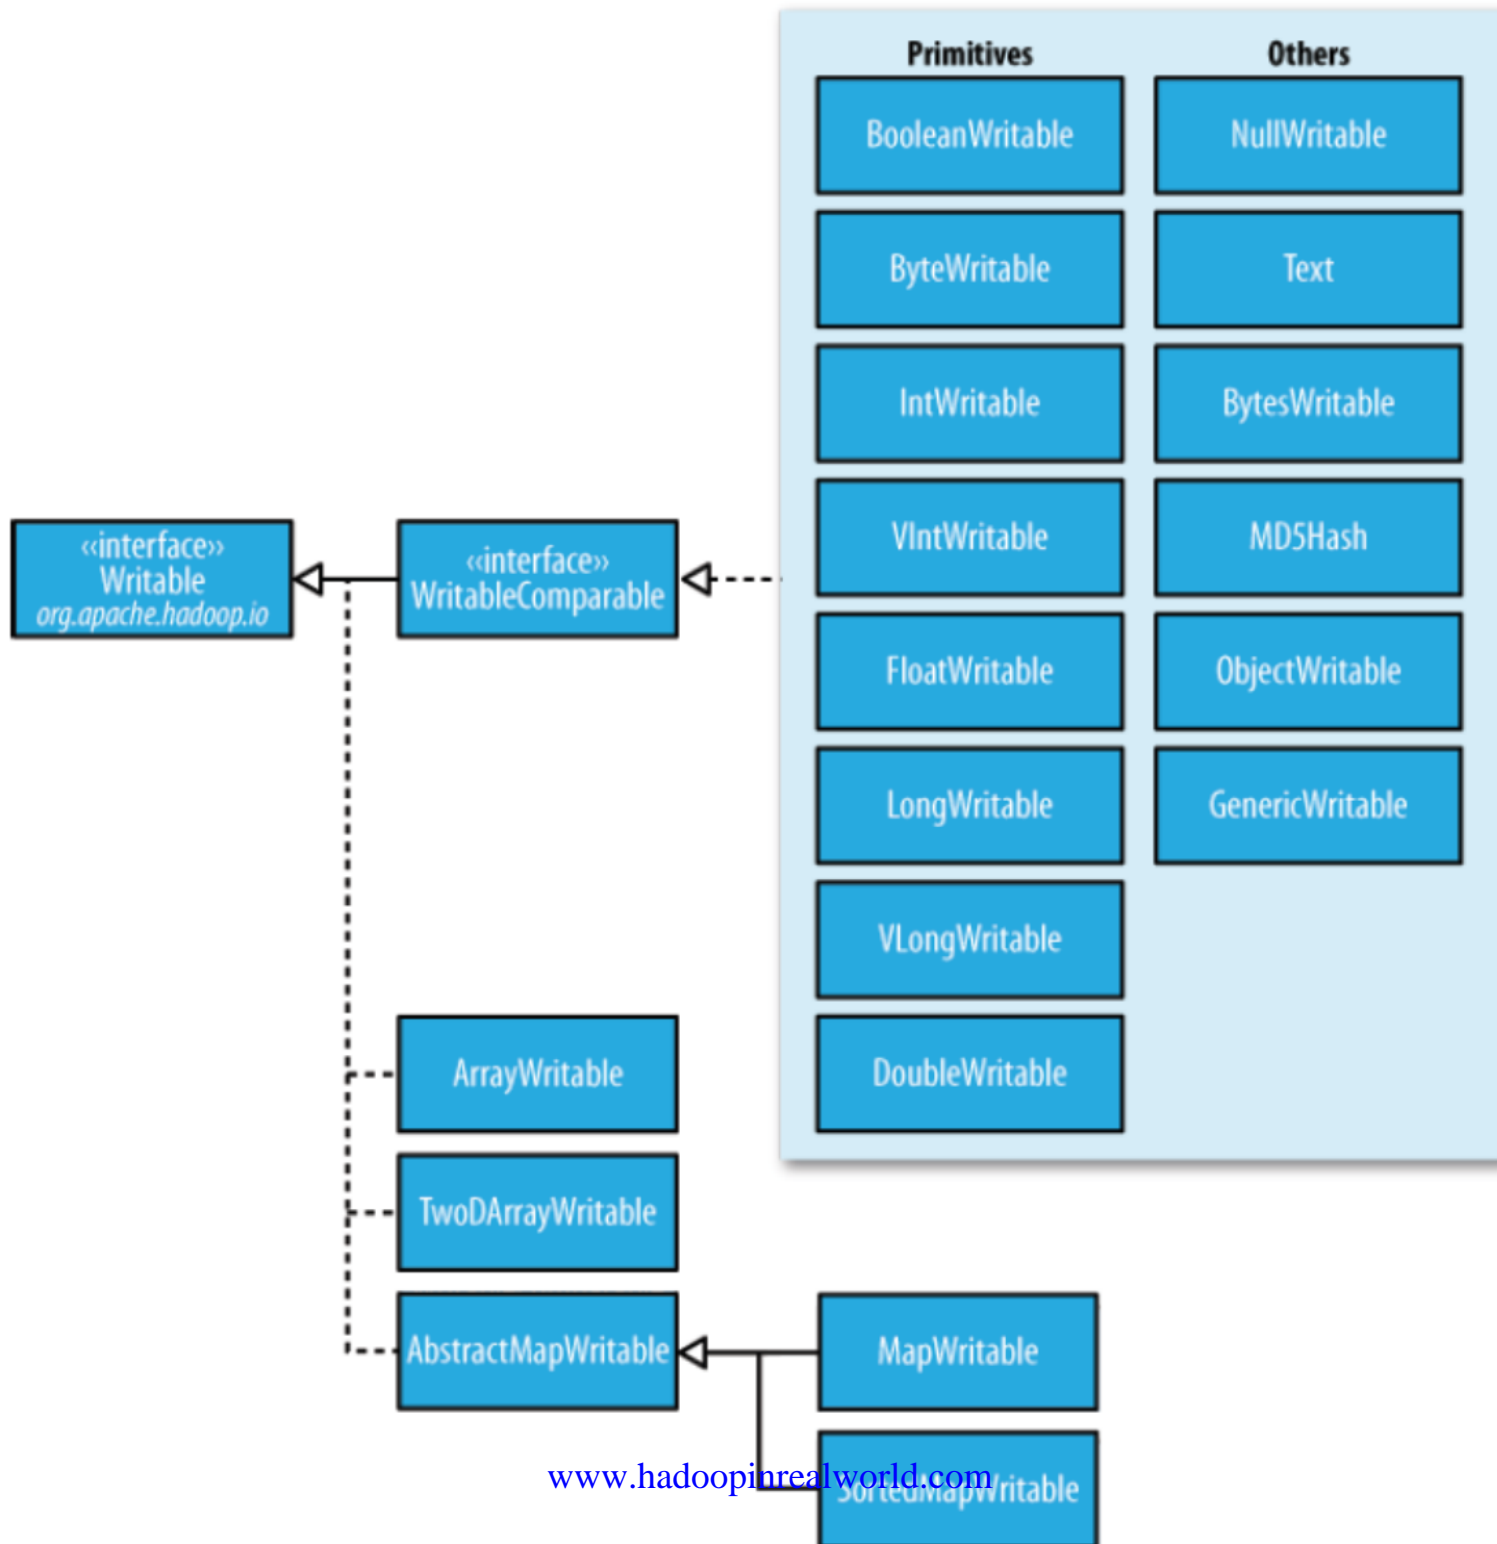 Primitives
Others
BooleanWritable
NullWritable
ByteWritable
Text
IntWritable
BytesWritable
‹‹interface››
Writable
org.apache.hadoop.io
‹‹interface››
WritableComparable
VIntWritable
MD5Hash
FloatWritable
ObjectWritable
LongWritable
GenericWritable
VLongWritable
ArrayWritable
DoubleWritable
TwoDArrayWritable
AbstractMapWritable
MapWritable
www.hadoopinrealworld.com
SortedMapWritable